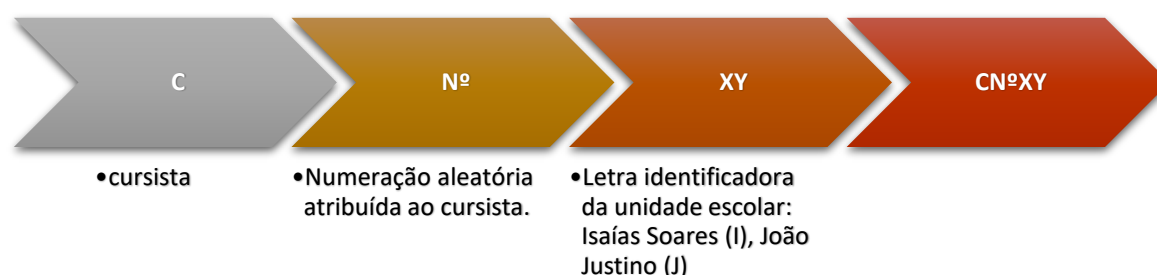 C
Nº
XY
CNºXY
•cursista
•Numeração aleatória
atribuída ao cursista.
•Letra identificadora
da unidade escolar:
Isaías Soares (I), João
Justino (J)